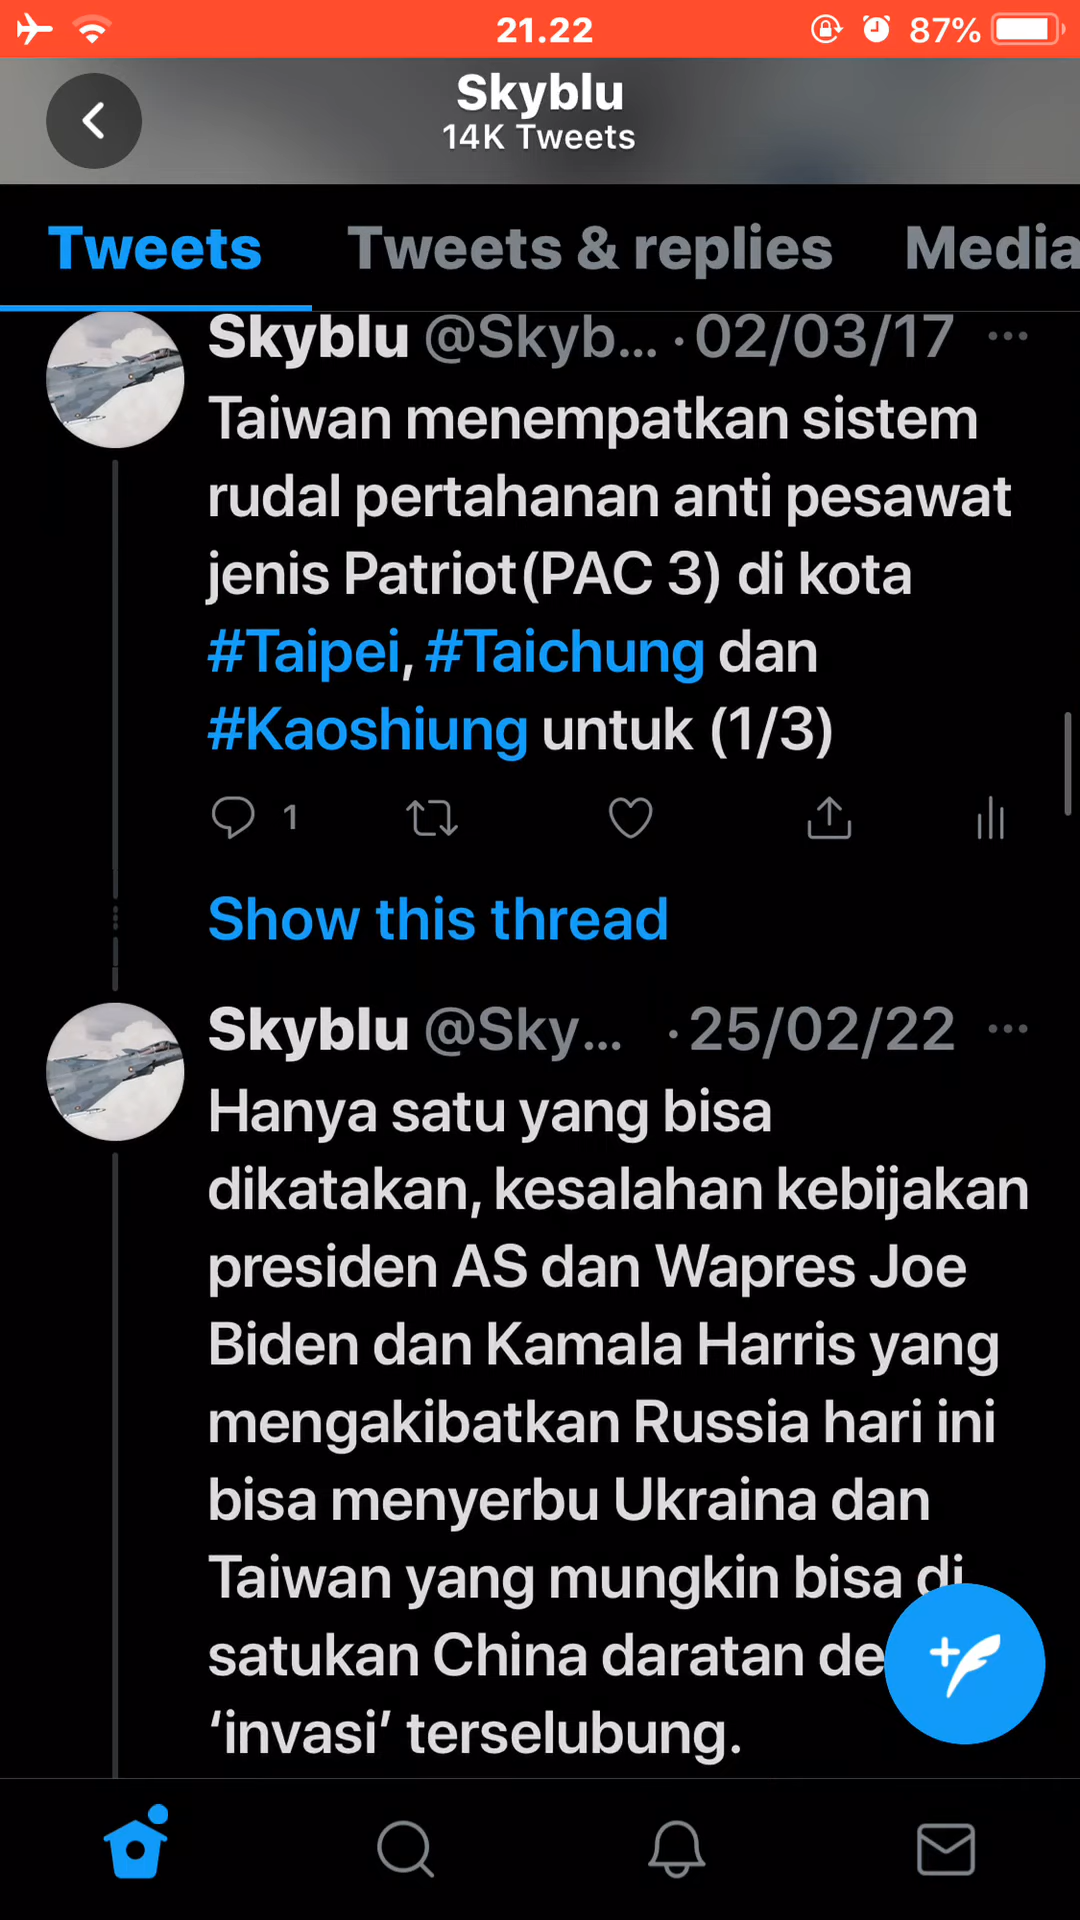 21.22
87%
Skyblu
14K Tweets
Tweets
Tweets & replies
Media
Skyblu @Skyb... · 02/03/17
Taiwan menempatkan sistem
rudal pertahanan anti pesawat
jenis Patriot(PAC 3) di kota
#Taipei, #Taichung dan
#Kaoshiung untuk (1/3)
1
Show this thread
Skyblu @Sky... · 25/02/22
Hanya satu yang bisa
dikatakan, kesalahan kebijakan
presiden AS dan Wapres Joe
Biden dan Kamala Harris yang
mengakibatkan Russia hari ini
bisa menyerbu Ukraina dan
Taiwan yang mungkin bisa di
satukan China daratan de
‘invasi’ terselubung.